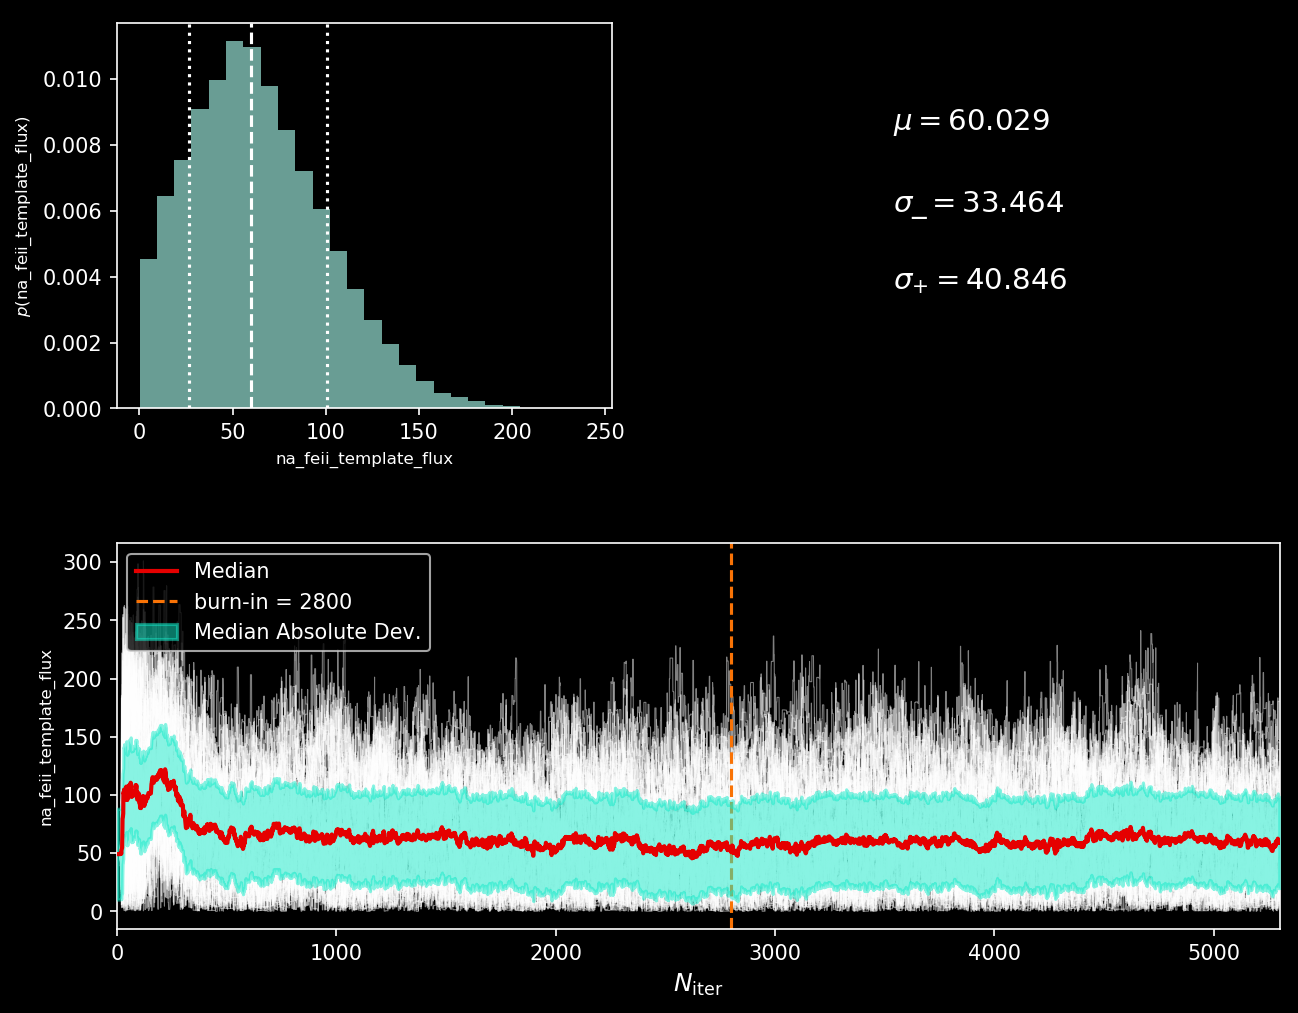 p(na_feii_template_flux)
0.010
0.008
0.006
0.004
0.002
0.000
0 50 100 150 200 250
na_feii_template_flux
μ = 60.029
σ_ = 33.464
σ+ = 40.846
na_feii_template_flux
300
250
200
150
100
50
0
Median
burn-in = 2800
Median Absolute Dev.
0 1000 2000 3000 4000 5000
Niter